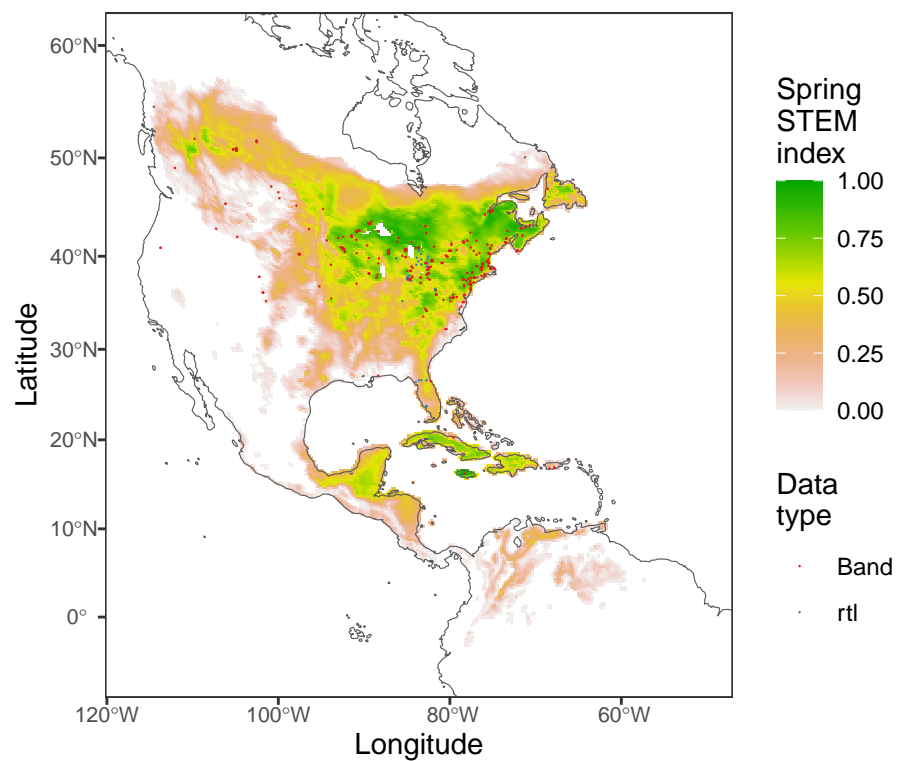 60°N
50°N
40°N
30°N
20°N
10°N
0°
Latitude
120°W 100°W 80°W 60°W
Longitude
Spring
STEM
index
1.00
0.75
0.50
0.25
0.00
Data
type
Band
rtl